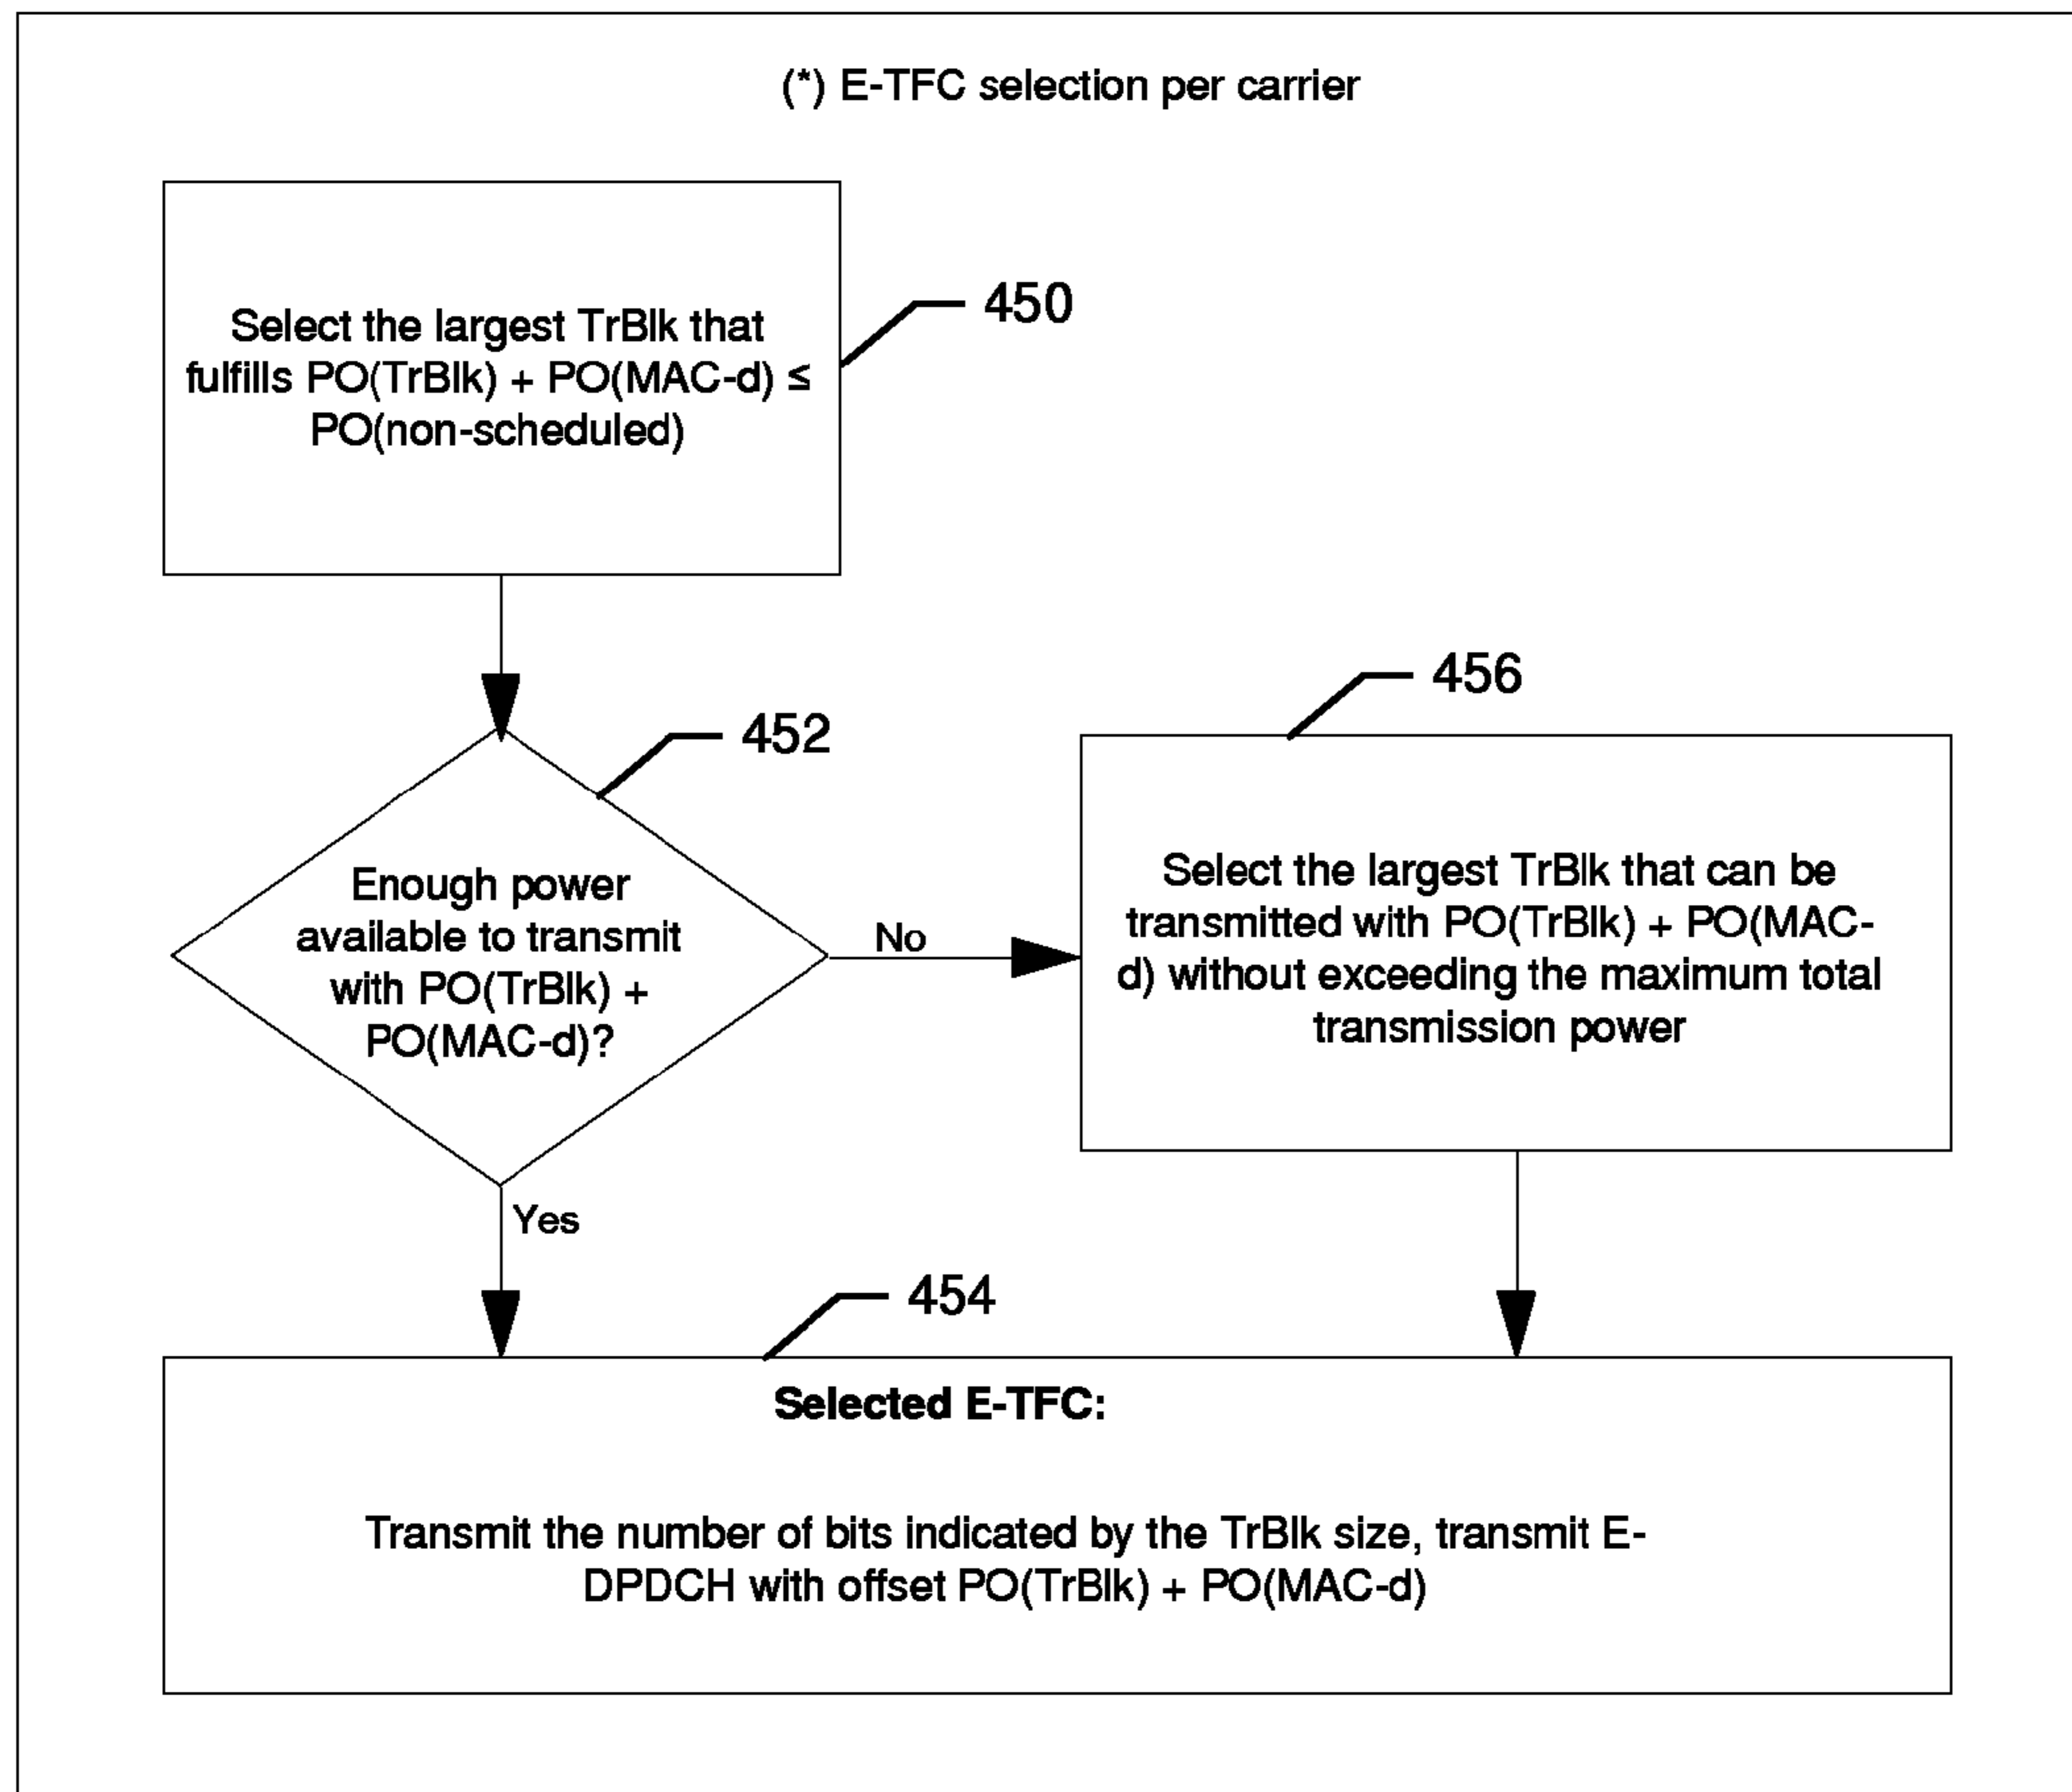 (*) E-TFC selection per carrier
Select the largest TrBlk that
fulfills PO(TrBlk) + PO(MAC-d) ≤
PO(non-scheduled)
450
452
Enough power
available to transmit
with PO(TrBlk) +
PO(MAC-d)?
No
Yes
456
Select the largest TrBlk that can be
transmitted with PO(TrBlk) + PO(MAC-
d) without exceeding the maximum total
transmission power
454
Selected E-TFC:
Transmit the number of bits indicated by the TrBlk size, transmit E-
DPDCH with offset PO(TrBlk) + PO(MAC-d)